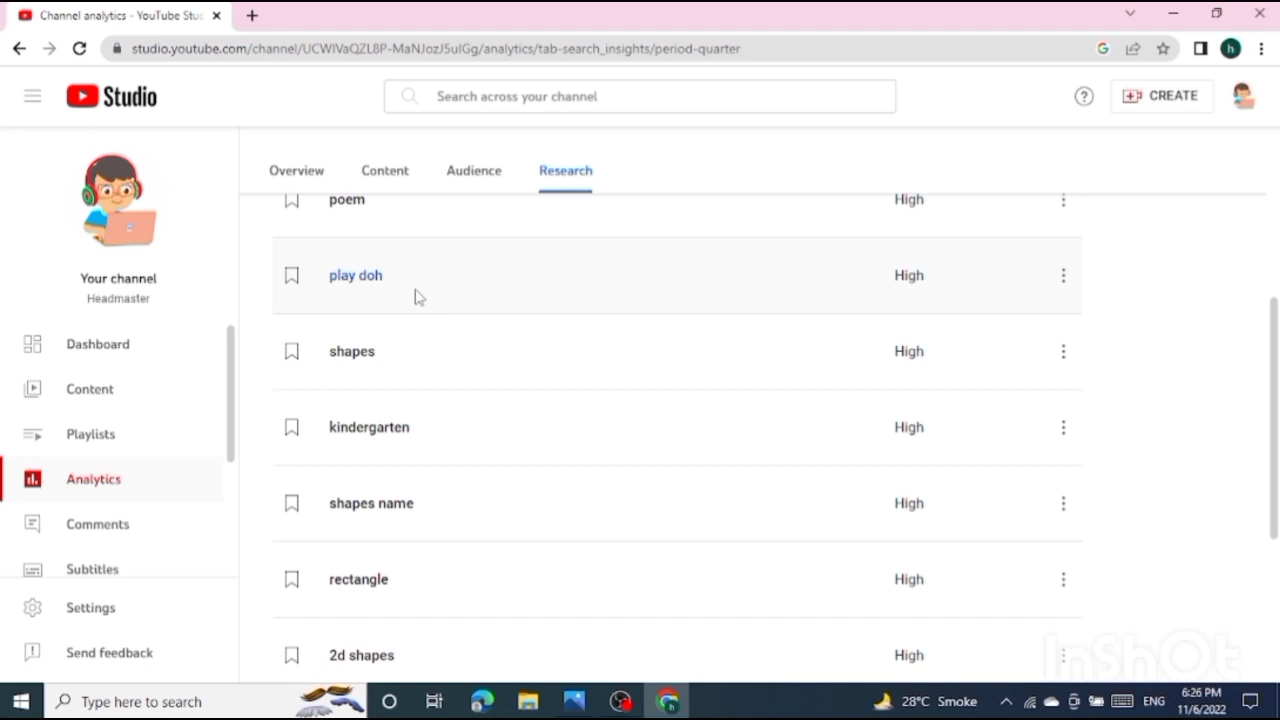 Channel analytics - YouTube Stud
studio.youtube.com/channel/UCWIVaQZL8P-MaNJozJ5uIGg/analytics/tab-search_insights/period-quarter
h
Studio
Search across your channel
?
CREATE
Overview Content Audience Research
Your channel
Headmaster
Dashboard
Content
Playlists
Analytics
Comments
Subtitles
Settings
Send feedback
poem High
play doh High
shapes High
kindergarten High
shapes name High
rectangle High
2d shapes High
InShOt
Type here to search
28°C Smoke
ENG
6:26 PM
11/6/2022